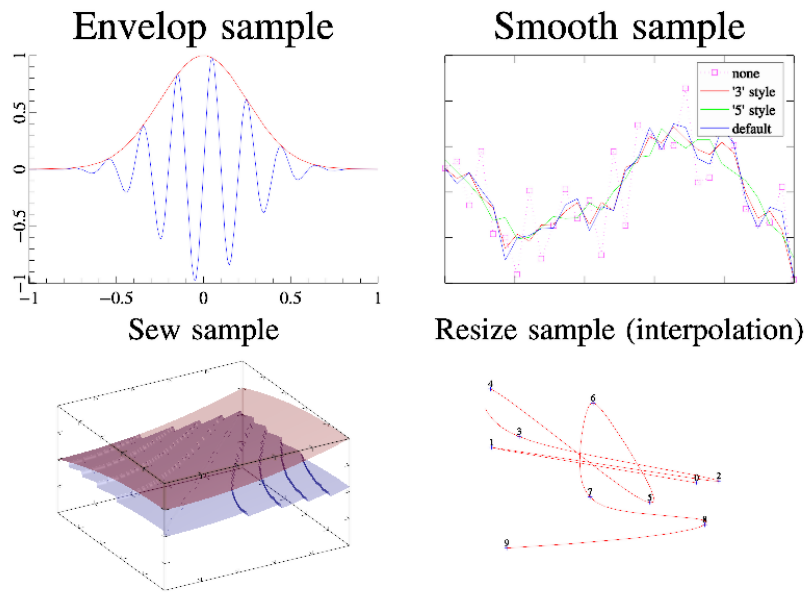 Envelop sample
Smooth sample
1
0.5
0
−0.5
−1
−1
−0.5
0
0.5
1
none
'3' style
'5' style
default
Sew sample
Resize sample (interpolation)
4
6
3
1
0
2
7
5
8
9